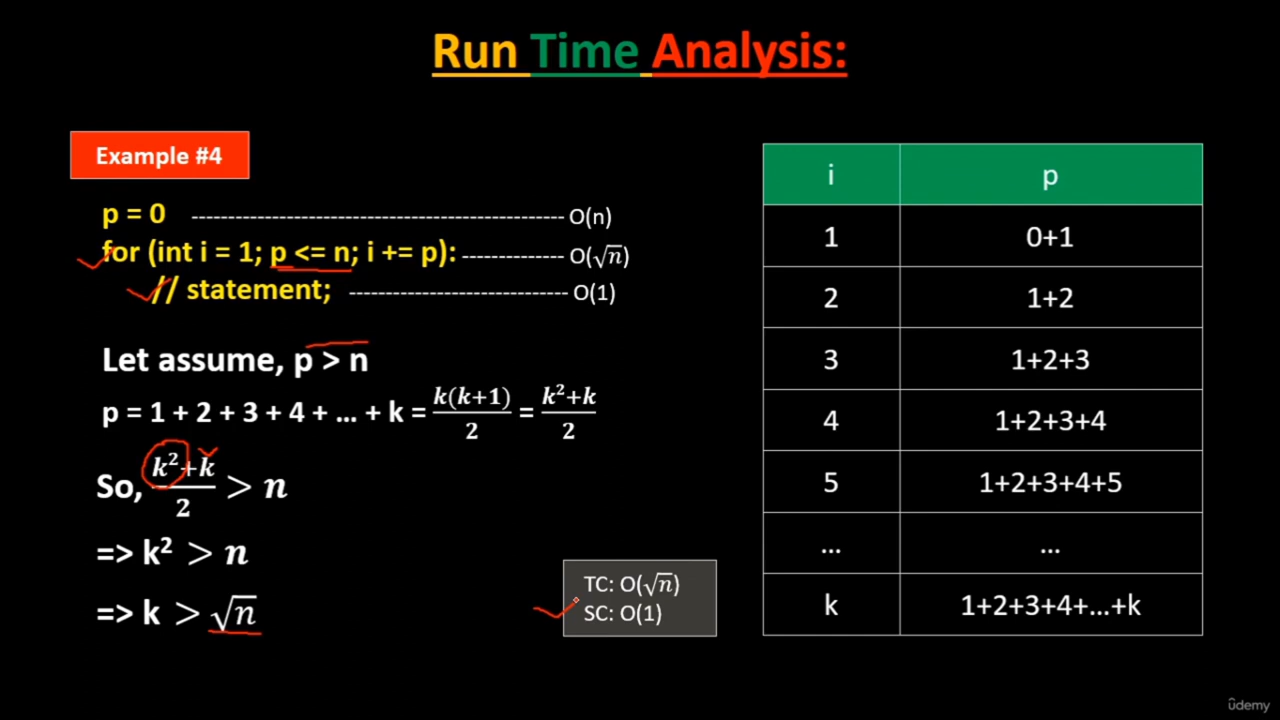 Run Time Analysis:
Example #4
p = 0 ------------------------------------------------- O(n)
for (int i = 1; p <= n; i += p): -------------- O(√n)
// statement; ------------------------------ O(1)
Let assume, p > n
p = 1 + 2 + 3 + 4 + ... + k = k(k+1)/2 = k²+k/2
So, k²+k/2 > n
=> k² > n
=> k > √n
TC: O(√n)
SC: O(1)
i p
1 0+1
2 1+2
3 1+2+3
4 1+2+3+4
5 1+2+3+4+5
... ...
k 1+2+3+4+...+k
ûdemy